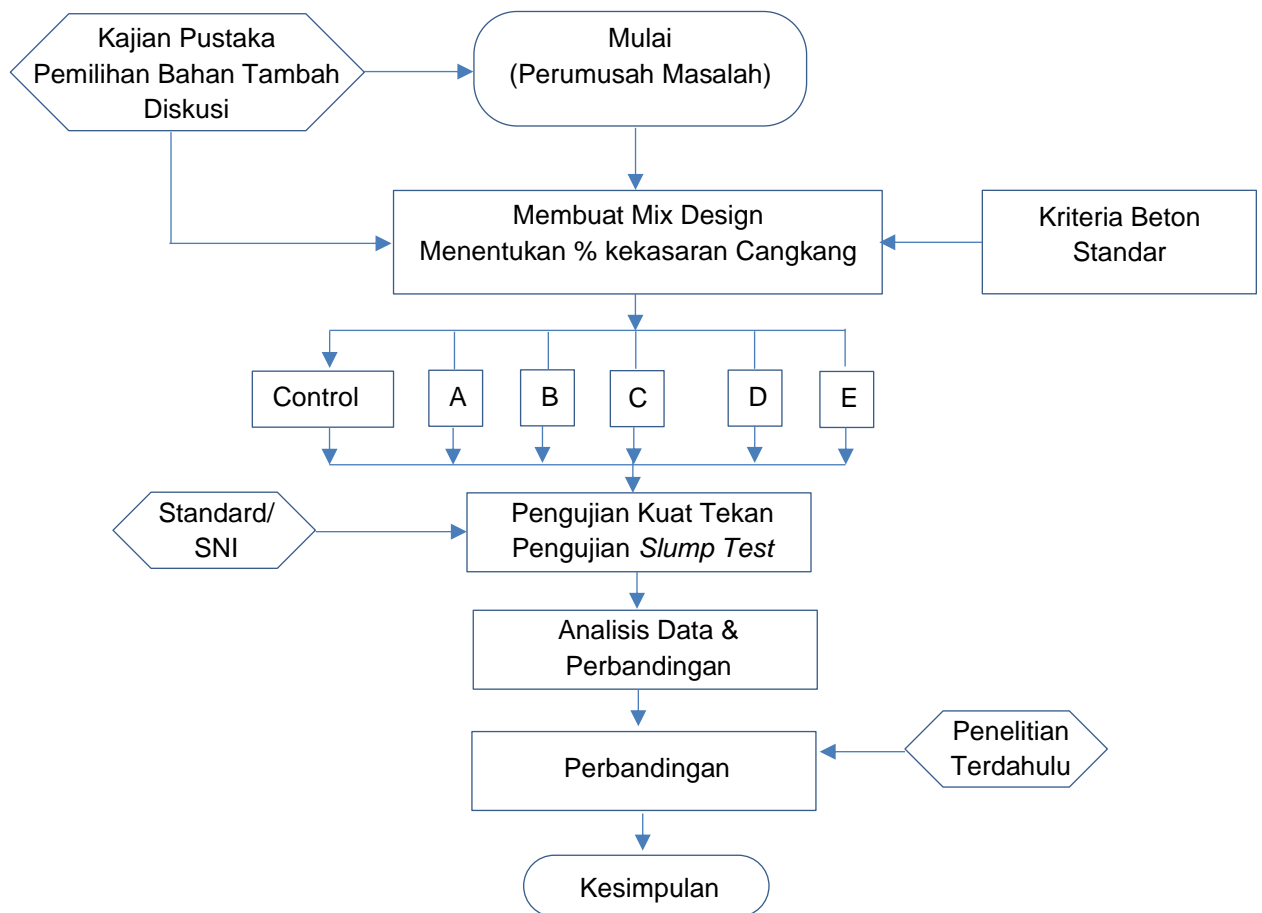 Kajian Pustaka
Pemilihan Bahan Tambah
Diskusi
Mulai
(Perumusah Masalah)
Membuat Mix Design
Menentukan % kekasaran Cangkang
Kriteria Beton
Standar
Control
A
B
C
D
E
Standard/
SNI
Pengujian Kuat Tekan
Pengujian Slump Test
Analisis Data &
Perbandingan
Perbandingan
Penelitian
Terdahulu
Kesimpulan